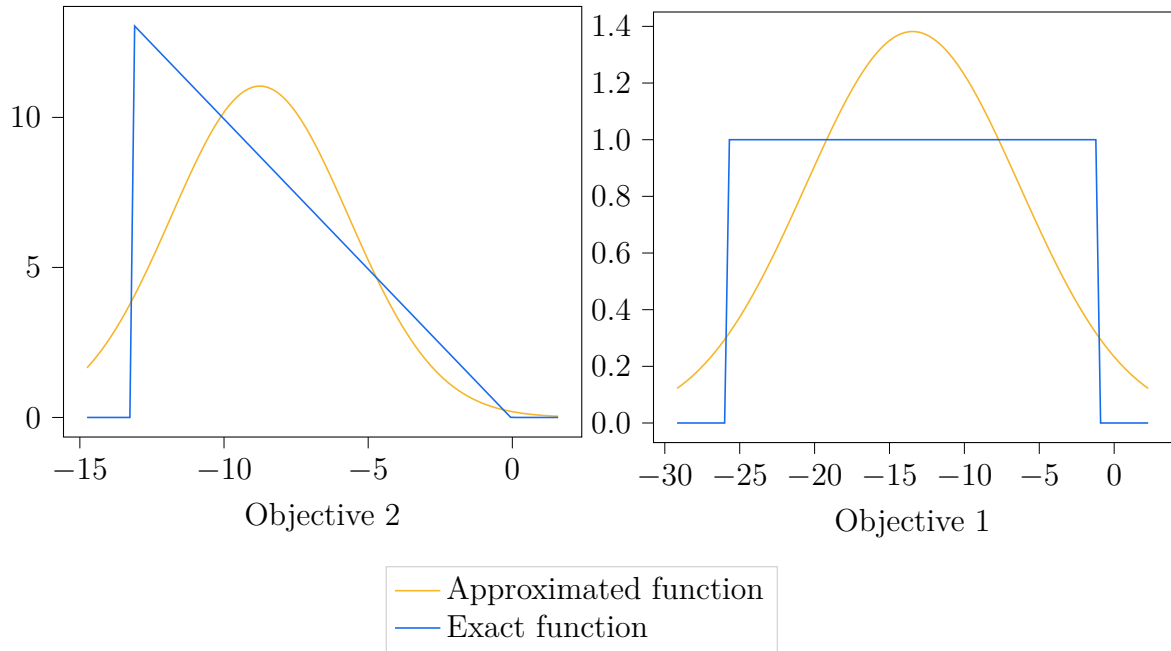 10
5
0
−15 −10 −5 0
Objective 2
1.4
1.2
1.0
0.8
0.6
0.4
0.2
0.0
−30 −25 −20 −15 −10 −5 0
Objective 1
Approximated function
Exact function